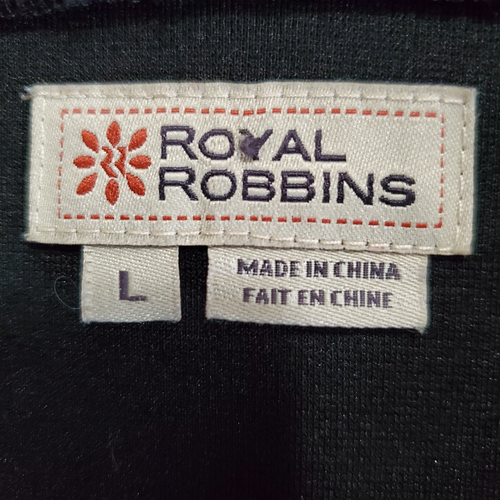 ROYAL
ROBBINS
L
MADE IN CHINA
FAIT EN CHINE